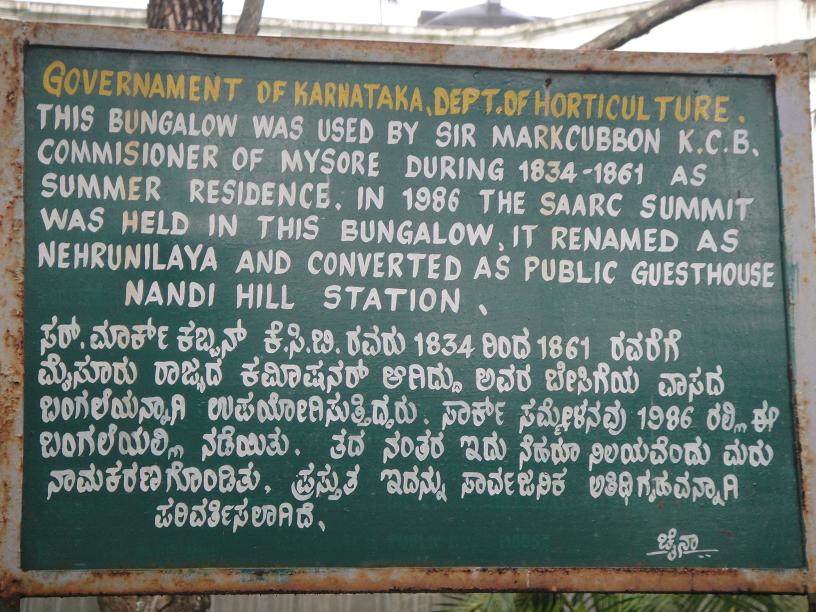 GOVERNAMENT OF KARNATAKA, DEPT. OF HORTICULTURE.
THIS BUNGALOW WAS USED BY SIR MARKCUBBON K.C.B.
COMMISIONER OF MYSORE DURING 1834-1861 AS
SUMMER RESIDENCE. IN 1986 THE SAARC SUMMIT
WAS HELD IN THIS BUNGALOW, IT RENAMED AS
NEHRUNILAYA AND CONVERTED AS PUBLIC GUESTHOUSE
NANDI HILL STATION.
ಸರ್. ಮಾರ್ಕ್ ಕಬ್ಬನ್ ಕೆ.ಸಿ.ಬಿ. ರವರು 1834 ರಿಂದ 1861 ರವರೆಗೆ
ಮೈಸೂರು ರಾಜ್ಯದ ಕಮಿಷನರ್ ಆಗಿದ್ದು ಅವರ ಬೇಸಿಗೆಯ ವಾಸದ
ಬಂಗಲೆಯನ್ನಾಗಿ ಉಪಯೋಗಿಸುತ್ತಿದ್ದರು. ಸಾರ್ಕ್ ಸಮ್ಮೇಳನವು 1986 ರಲ್ಲಿ ಈ
ಬಂಗಲೆಯಲ್ಲಿ ನಡೆಯಿತು. ತದ ನಂತರ ಇದು ನೆಹರೂ ನಿಲಯವೆಂದು ಮರು
ನಾಮಕರಣಗೊಂಡಿತು. ಪ್ರಸ್ತುತ ಇದನ್ನು ಸಾರ್ವಜನಿಕ ಅತಿಥಿಗೃಹವನ್ನಾಗಿ
ಪರಿವರ್ತಿಸಲಾಗಿದೆ.